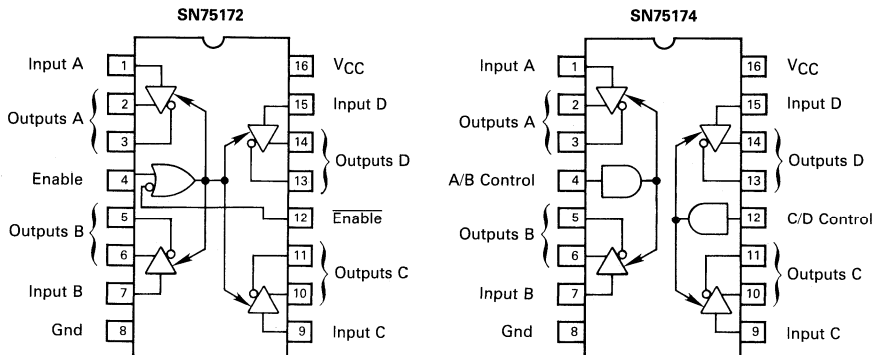 SN75172
Input A 1 16 VCC
2 15 Input D
Outputs A
3 14
Outputs D
Enable 4 13
5 12 Enable
Outputs B
6 11
Outputs C
Input B 7 10
Gnd 8 9 Input C
SN75174
Input A 1 16 VCC
2 15 Input D
Outputs A
3 14
Outputs D
A/B Control 4 13
5 12 C/D Control
Outputs B
6 11
Outputs C
Input B 7 10
Gnd 8 9 Input C